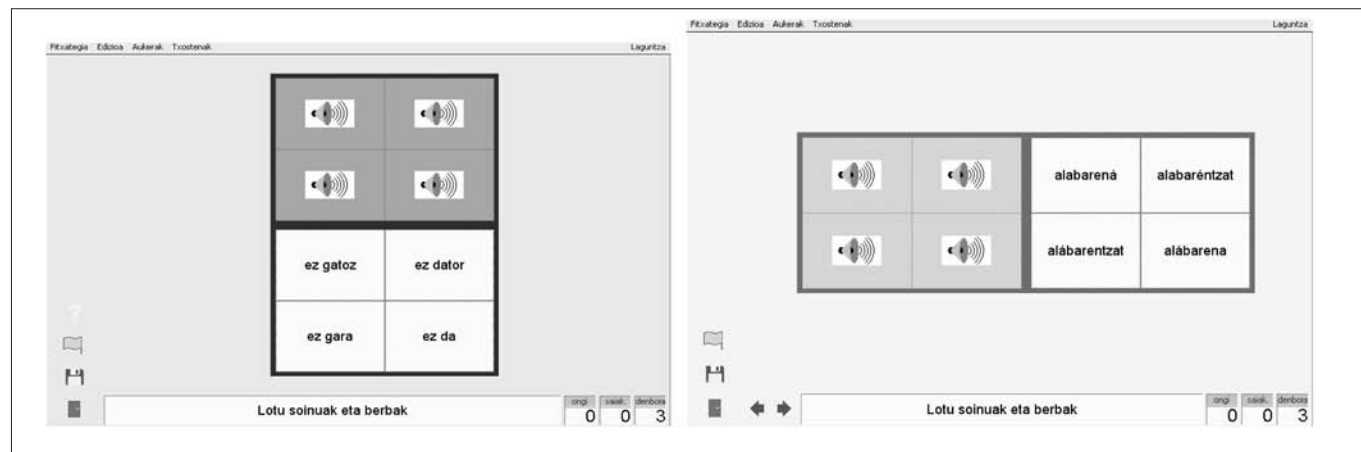 Fitxategia Edizioa Aukerak Txostenak Laguntza
ez gatoz ez dator
ez gara ez da
Lotu soinuak eta berbak
ongi saiak. denbora
0 0 3
Fitxategia Edizioa Aukerak Txostenak Laguntza
alabarená alabaréntzat
alábarentzat alábarena
Lotu soinuak eta berbak
ongi saiak. denbora
0 0 3